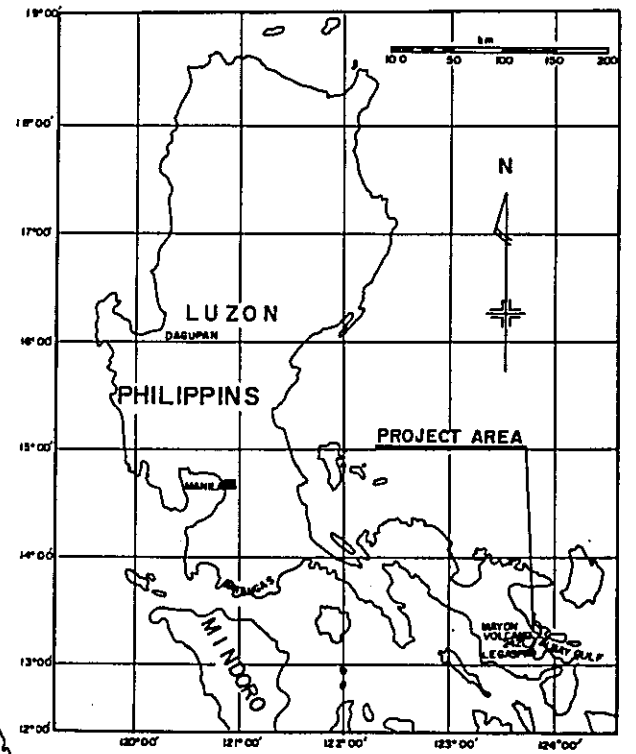 19°00'
km
10 0 50 100 150 200
18°00'
N
17°00'
LUZON
DAGUPAN
16°00'
PHILIPPINS
PROJECT AREA
15°00'
MANILA
14°00'
BATANGAS
MINDORO
MAYON
VOLCANO
2421
ALBAY GULF
LEGASPI
13°00'
12°00'
120°00' 121°00' 122°00' 123°00' 124°00'